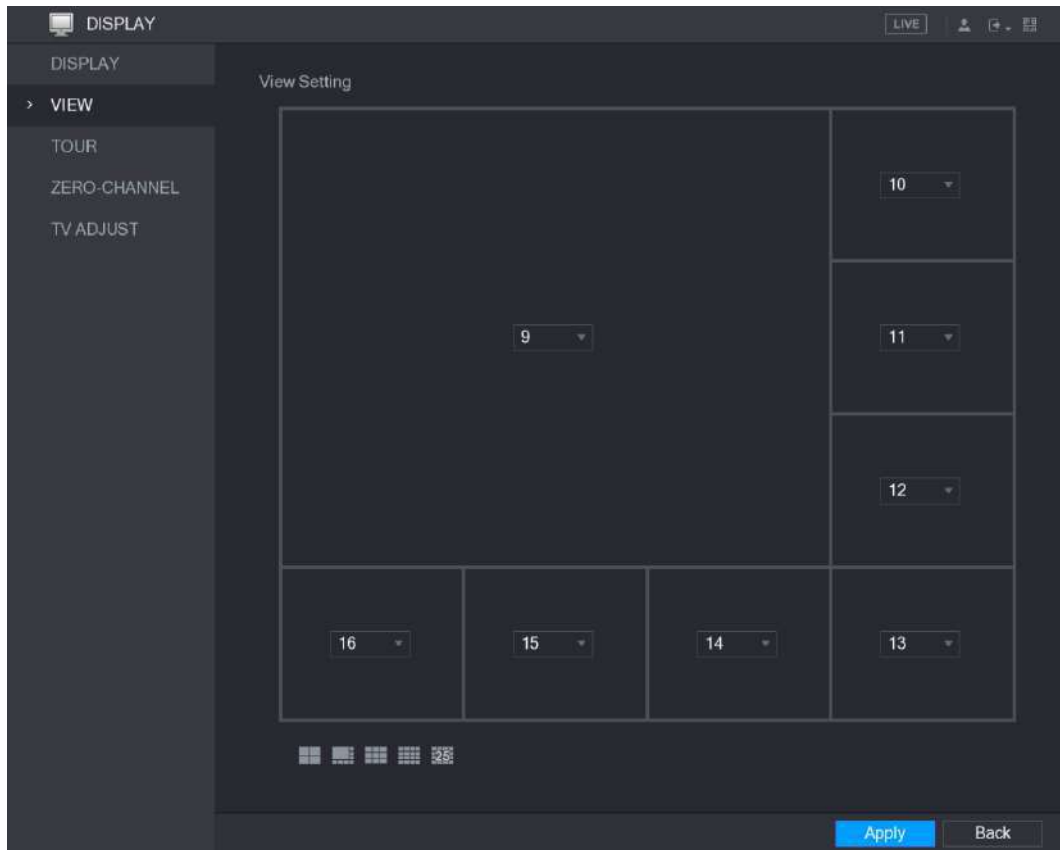 DISPLAY
LIVE
DISPLAY
VIEW
TOUR
ZERO-CHANNEL
TV ADJUST
View Setting
10
9
11
12
16
15
14
13
25
Apply
Back